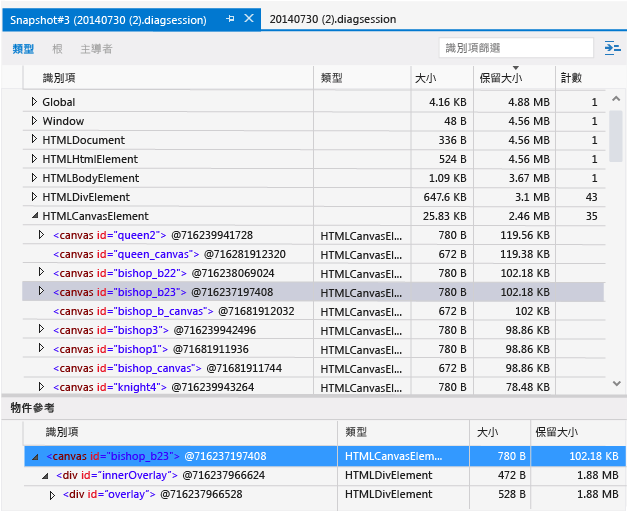 Snapshot#3 (20140730 (2).diagsession) 20140730 (2).diagsession
類型 根 主導者 識別項篩選
識別項 類型 大小 保留大小 計數
Global 4.16 KB 4.88 MB 1
Window 48 B 4.56 MB 1
HTMLDocument 336 B 4.56 MB 1
HTMLHtmlElement 524 B 4.56 MB 1
HTMLBodyElement 1.09 KB 3.67 MB 1
HTMLDivElement 647.6 KB 3.1 MB 43
HTMLCanvasElement 25.83 KB 2.46 MB 35
<canvas id="queen2"> @716239941728 HTMLCanvasEl... 780 B 119.56 KB
<canvas id="queen_canvas"> @716281912320 HTMLCanvasEl... 672 B 119.38 KB
<canvas id="bishop_b22"> @716238069024 HTMLCanvasEl... 780 B 102.18 KB
<canvas id="bishop_b23"> @716237197408 HTMLCanvasEl... 780 B 102.18 KB
<canvas id="bishop_b_canvas"> @71681912032 HTMLCanvasEl... 672 B 102 KB
<canvas id="bishop3"> @716239942496 HTMLCanvasEl... 780 B 98.86 KB
<canvas id="bishop1"> @71681911936 HTMLCanvasEl... 780 B 98.86 KB
<canvas id="bishop_canvas"> @71681911744 HTMLCanvasEl... 672 B 98.86 KB
<canvas id="knight4"> @716239943264 HTMLCanvasEl... 780 B 78.48 KB
物件參考
識別項 類型 大小 保留大小
<canvas id="bishop_b23"> @716237197408 HTMLCanvasElem... 780 B 102.18 KB
<div id="innerOverlay"> @716237966624 HTMLDivElement 472 B 1.88 MB
<div id="overlay"> @716237966528 HTMLDivElement 528 B 1.88 MB